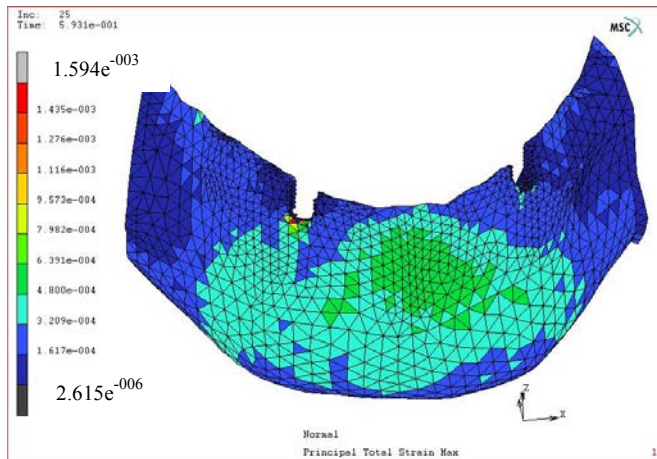 Inc: 25
Time: 5.931e-001
MSC
1.594e-003
1.435e-003
1.276e-003
1.116e-003
9.573e-004
7.982e-004
6.391e-004
4.800e-004
3.209e-004
1.617e-004
2.615e-006
Z
X
Normal
Principal Total Strain Max
1